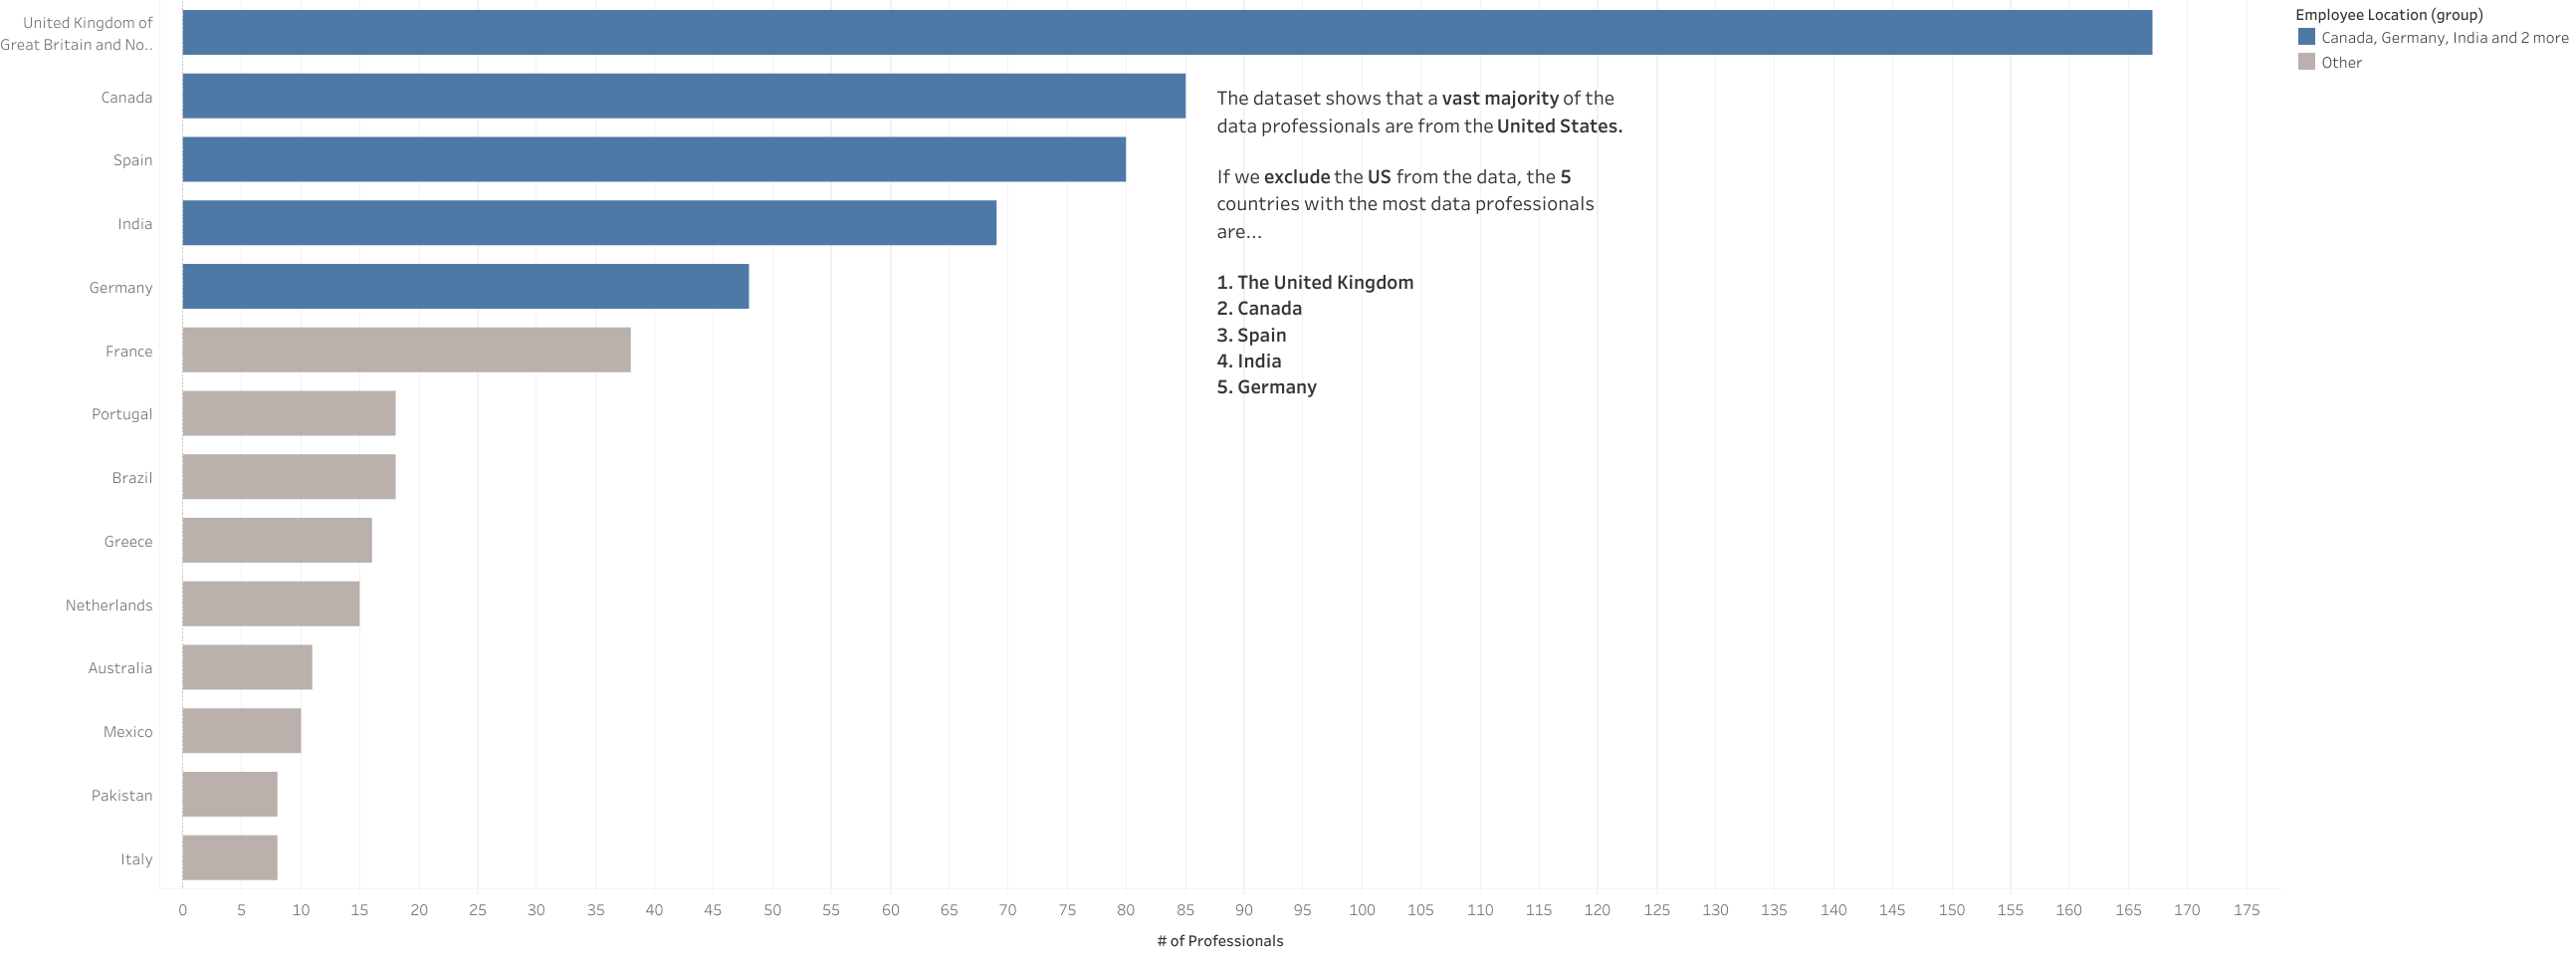 United Kingdom of
Great Britain and No..
Canada
Spain
India
Germany
France
Portugal
Brazil
Greece
Netherlands
Australia
Mexico
Pakistan
Italy
The dataset shows that a vast majority of the
data professionals are from the United States.
If we exclude the US from the data, the 5
countries with the most data professionals
are...
1. The United Kingdom
2. Canada
3. Spain
4. India
5. Germany
0 5 10 15 20 25 30 35 40 45 50 55 60 65 70 75 80 85 90 95 100 105 110 115 120 125 130 135 140 145 150 155 160 165 170 175
# of Professionals
Employee Location (group)
Canada, Germany, India and 2 more
Other